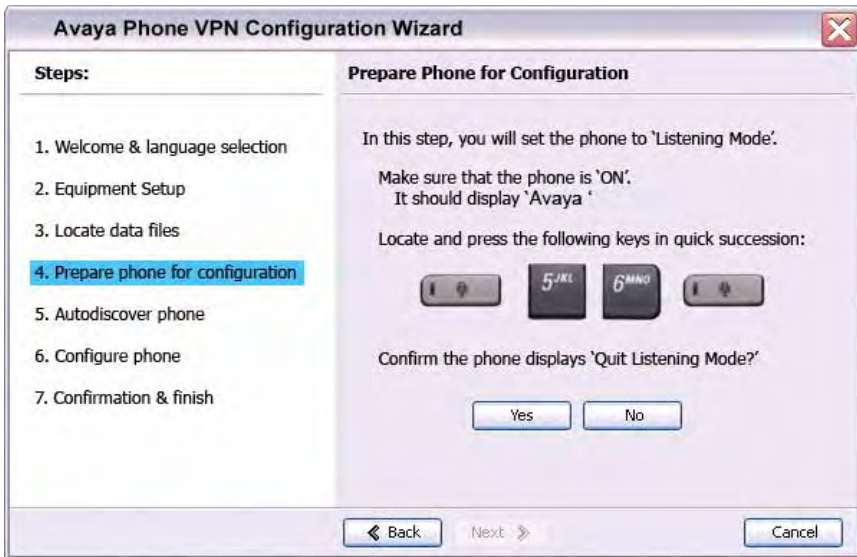 Avaya Phone VPN Configuration Wizard
Steps:
1. Welcome & language selection
2. Equipment Setup
3. Locate data files
4. Prepare phone for configuration
5. Autodiscover phone
6. Configure phone
7. Confirmation & finish
Prepare Phone for Configuration
In this step, you will set the phone to ‘Listening Mode’.
Make sure that the phone is ‘ON’.
It should display ‘Avaya ‘
Locate and press the following keys in quick succession:
5JKL 6MNO
Confirm the phone displays ‘Quit Listening Mode?’
Yes No
Back Next Cancel